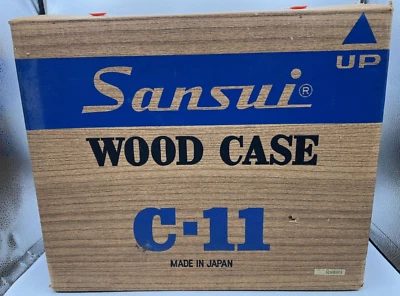 UP
Sansui®
WOOD CASE
C-11
MADE IN JAPAN